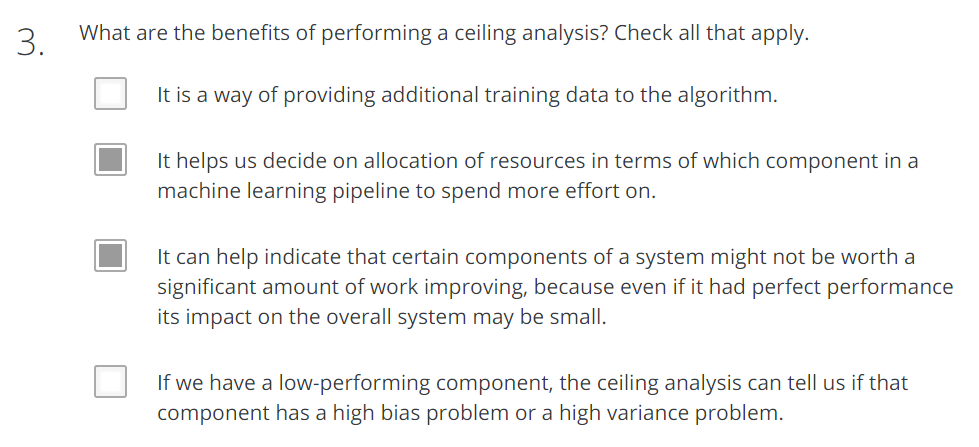 3.
What are the benefits of performing a ceiling analysis? Check all that apply.
It is a way of providing additional training data to the algorithm.
It helps us decide on allocation of resources in terms of which component in a
machine learning pipeline to spend more effort on.
It can help indicate that certain components of a system might not be worth a
significant amount of work improving, because even if it had perfect performance
its impact on the overall system may be small.
If we have a low-performing component, the ceiling analysis can tell us if that
component has a high bias problem or a high variance problem.